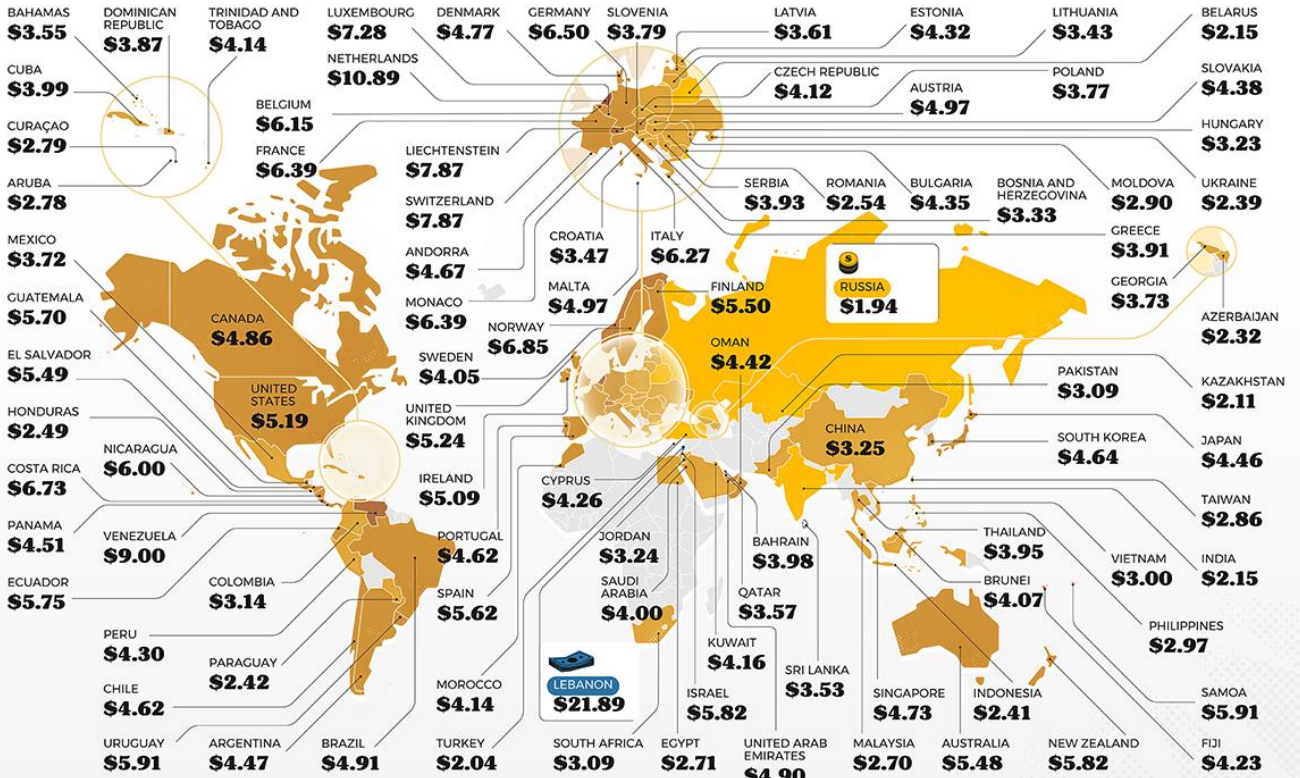 BAHAMAS
$3.55
DOMINICAN
REPUBLIC
$3.87
TRINIDAD AND
TOBAGO
$4.14
LUXEMBOURG
$7.28
DENMARK
$4.77
GERMANY
$6.50
SLOVENIA
$3.79
LATVIA
$3.61
ESTONIA
$4.32
LITHUANIA
$3.43
BELARUS
$2.15
NETHERLANDS
$10.89
CUBA
$3.99
CZECH REPUBLIC
$4.12
POLAND
$3.77
SLOVAKIA
$4.38
AUSTRIA
$4.97
BELGIUM
$6.15
CURAÇAO
$2.79
HUNGARY
$3.23
FRANCE
$6.39
LIECHTENSTEIN
$7.87
ARUBA
$2.78
SERBIA
$3.93
ROMANIA
$2.54
BULGARIA
$4.35
BOSNIA AND
HERZEGOVINA
$3.33
MOLDOVA
$2.90
UKRAINE
$2.39
SWITZERLAND
$7.87
MEXICO
$3.72
CROATIA
$3.47
ITALY
$6.27
GREECE
$3.91
ANDORRA
$4.67
GEORGIA
$3.73
MALTA
$4.97
FINLAND
$5.50
RUSSIA
$1.94
GUATEMALA
$5.70
MONACO
$6.39
CANADA
$4.86
AZERBAIJAN
$2.32
NORWAY
$6.85
OMAN
$4.42
EL SALVADOR
$5.49
SWEDEN
$4.05
PAKISTAN
$3.09
KAZAKHSTAN
$2.11
UNITED
STATES
$5.19
HONDURAS
$2.49
UNITED
KINGDOM
$5.24
CHINA
$3.25
SOUTH KOREA
$4.64
JAPAN
$4.46
NICARAGUA
$6.00
COSTA RICA
$6.73
IRELAND
$5.09
CYPRUS
$4.26
TAIWAN
$2.86
PANAMA
$4.51
VENEZUELA
$9.00
PORTUGAL
$4.62
JORDAN
$3.24
BAHRAIN
$3.98
THAILAND
$3.95
VIETNAM
$3.00
INDIA
$2.15
ECUADOR
$5.75
COLOMBIA
$3.14
SPAIN
$5.62
SAUDI
ARABIA
$4.00
QATAR
$3.57
BRUNEI
$4.07
PHILIPPINES
$2.97
PERU
$4.30
PARAGUAY
$2.42
KUWAIT
$4.16
SRI LANKA
$3.53
CHILE
$4.62
MOROCCO
$4.14
LEBANON
$21.89
ISRAEL
$5.82
SINGAPORE
$4.73
INDONESIA
$2.41
SAMOA
$5.91
URUGUAY
$5.91
ARGENTINA
$4.47
BRAZIL
$4.91
TURKEY
$2.04
SOUTH AFRICA
$3.09
EGYPT
$2.71
UNITED ARAB
EMIRATES
$4.90
MALAYSIA
$2.70
AUSTRALIA
$5.48
NEW ZEALAND
$5.82
FIJI
$4.23